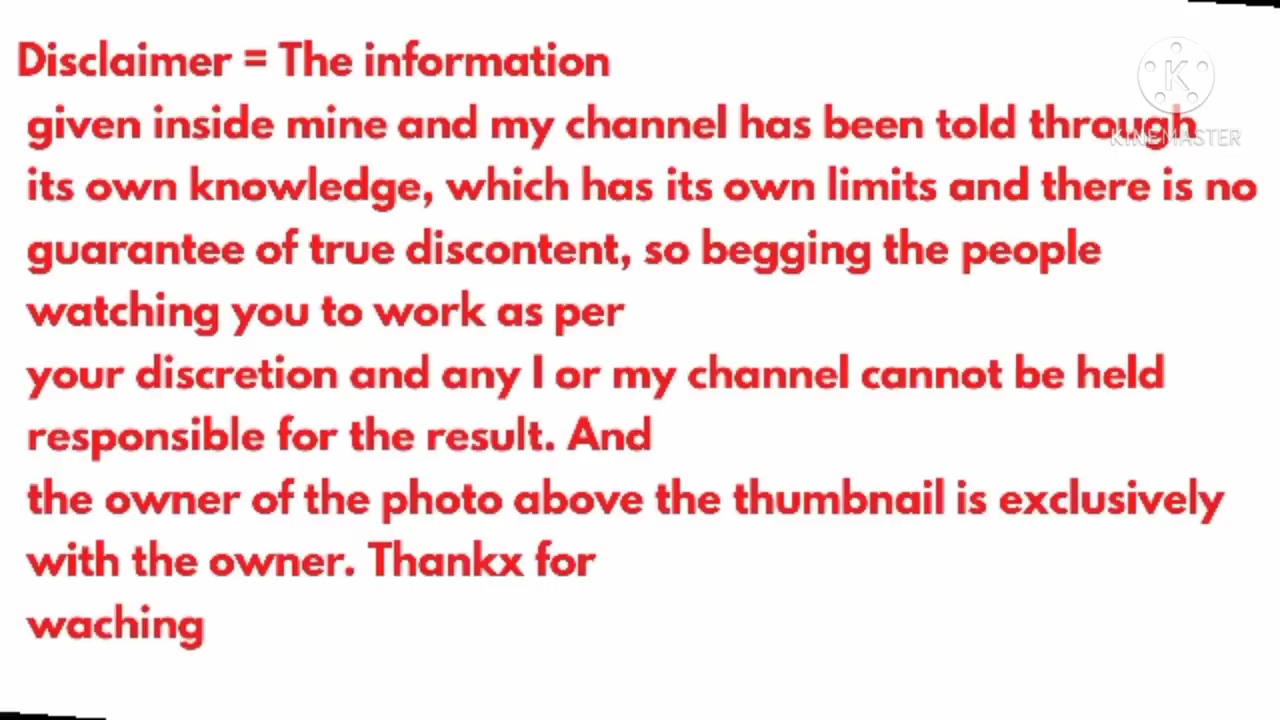 Disclaimer = The information
given inside mine and my channel has been told through
KINEMASTER
its own knowledge, which has its own limits and there is no
guarantee of true discontent, so begging the people
watching you to work as per
your discretion and any I or my channel cannot be held
responsible for the result. And
the owner of the photo above the thumbnail is exclusively
with the owner. Thankx for
waching